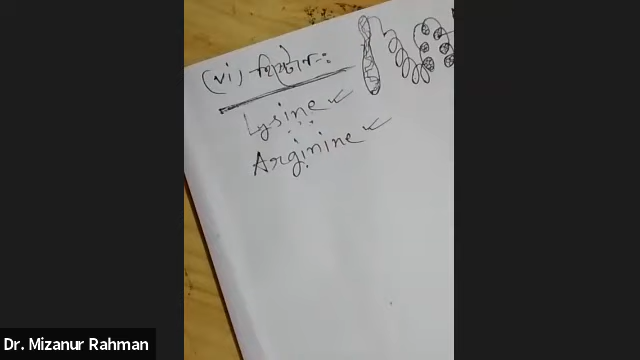 (vi) হিস্টোন :
Lysine ✓
Arginine ✓
Dr. Mizanur Rahman